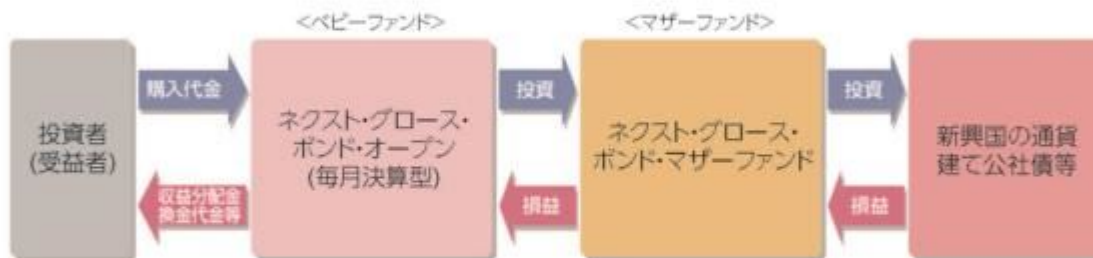 <ベビーファンド>
<マザーファンド>
投資者
(受益者)
購入代金
収益分配金
換金代金等
ネクスト・グロース・
ボンド・オープン
(毎月決算型)
投資
損益
ネクスト・グロース・
ボンド・マザーファンド
投資
損益
新興国の通貨
建て公社債等